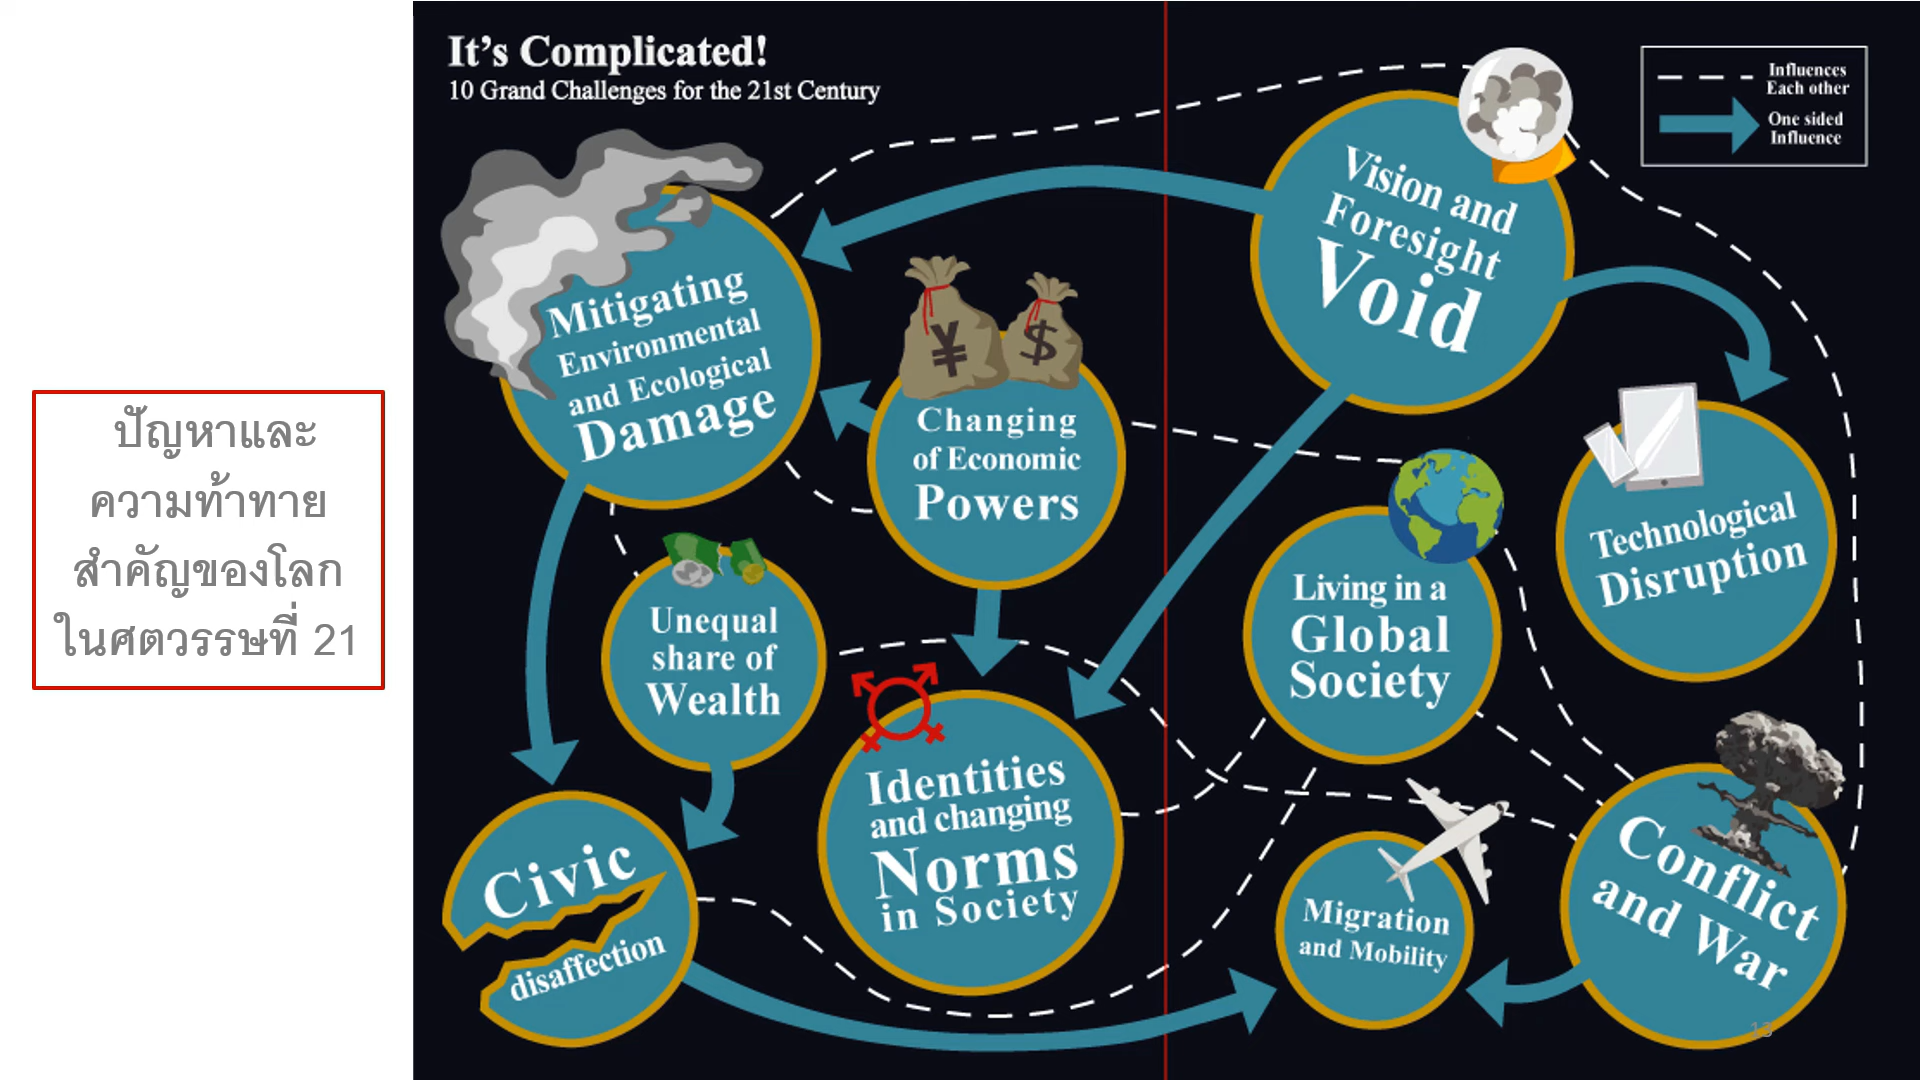 ปัญหาและ
ความท้าทาย
สำคัญของโลก
ในศตวรรษที่ 21
It's Complicated!
10 Grand Challenges for the 21st Century
Influences
Each other
One sided
Influence
Vision and
Foresight
Void
Mitigating
Environmental
and Ecological
Damage
¥
$
Changing
of Economic
Powers
Technological
Disruption
Living in a
Global
Society
Unequal
share of
Wealth
Identities
and changing
Norms
in Society
Civic
disaffection
Migration
and Mobility
Conflict
and War
13